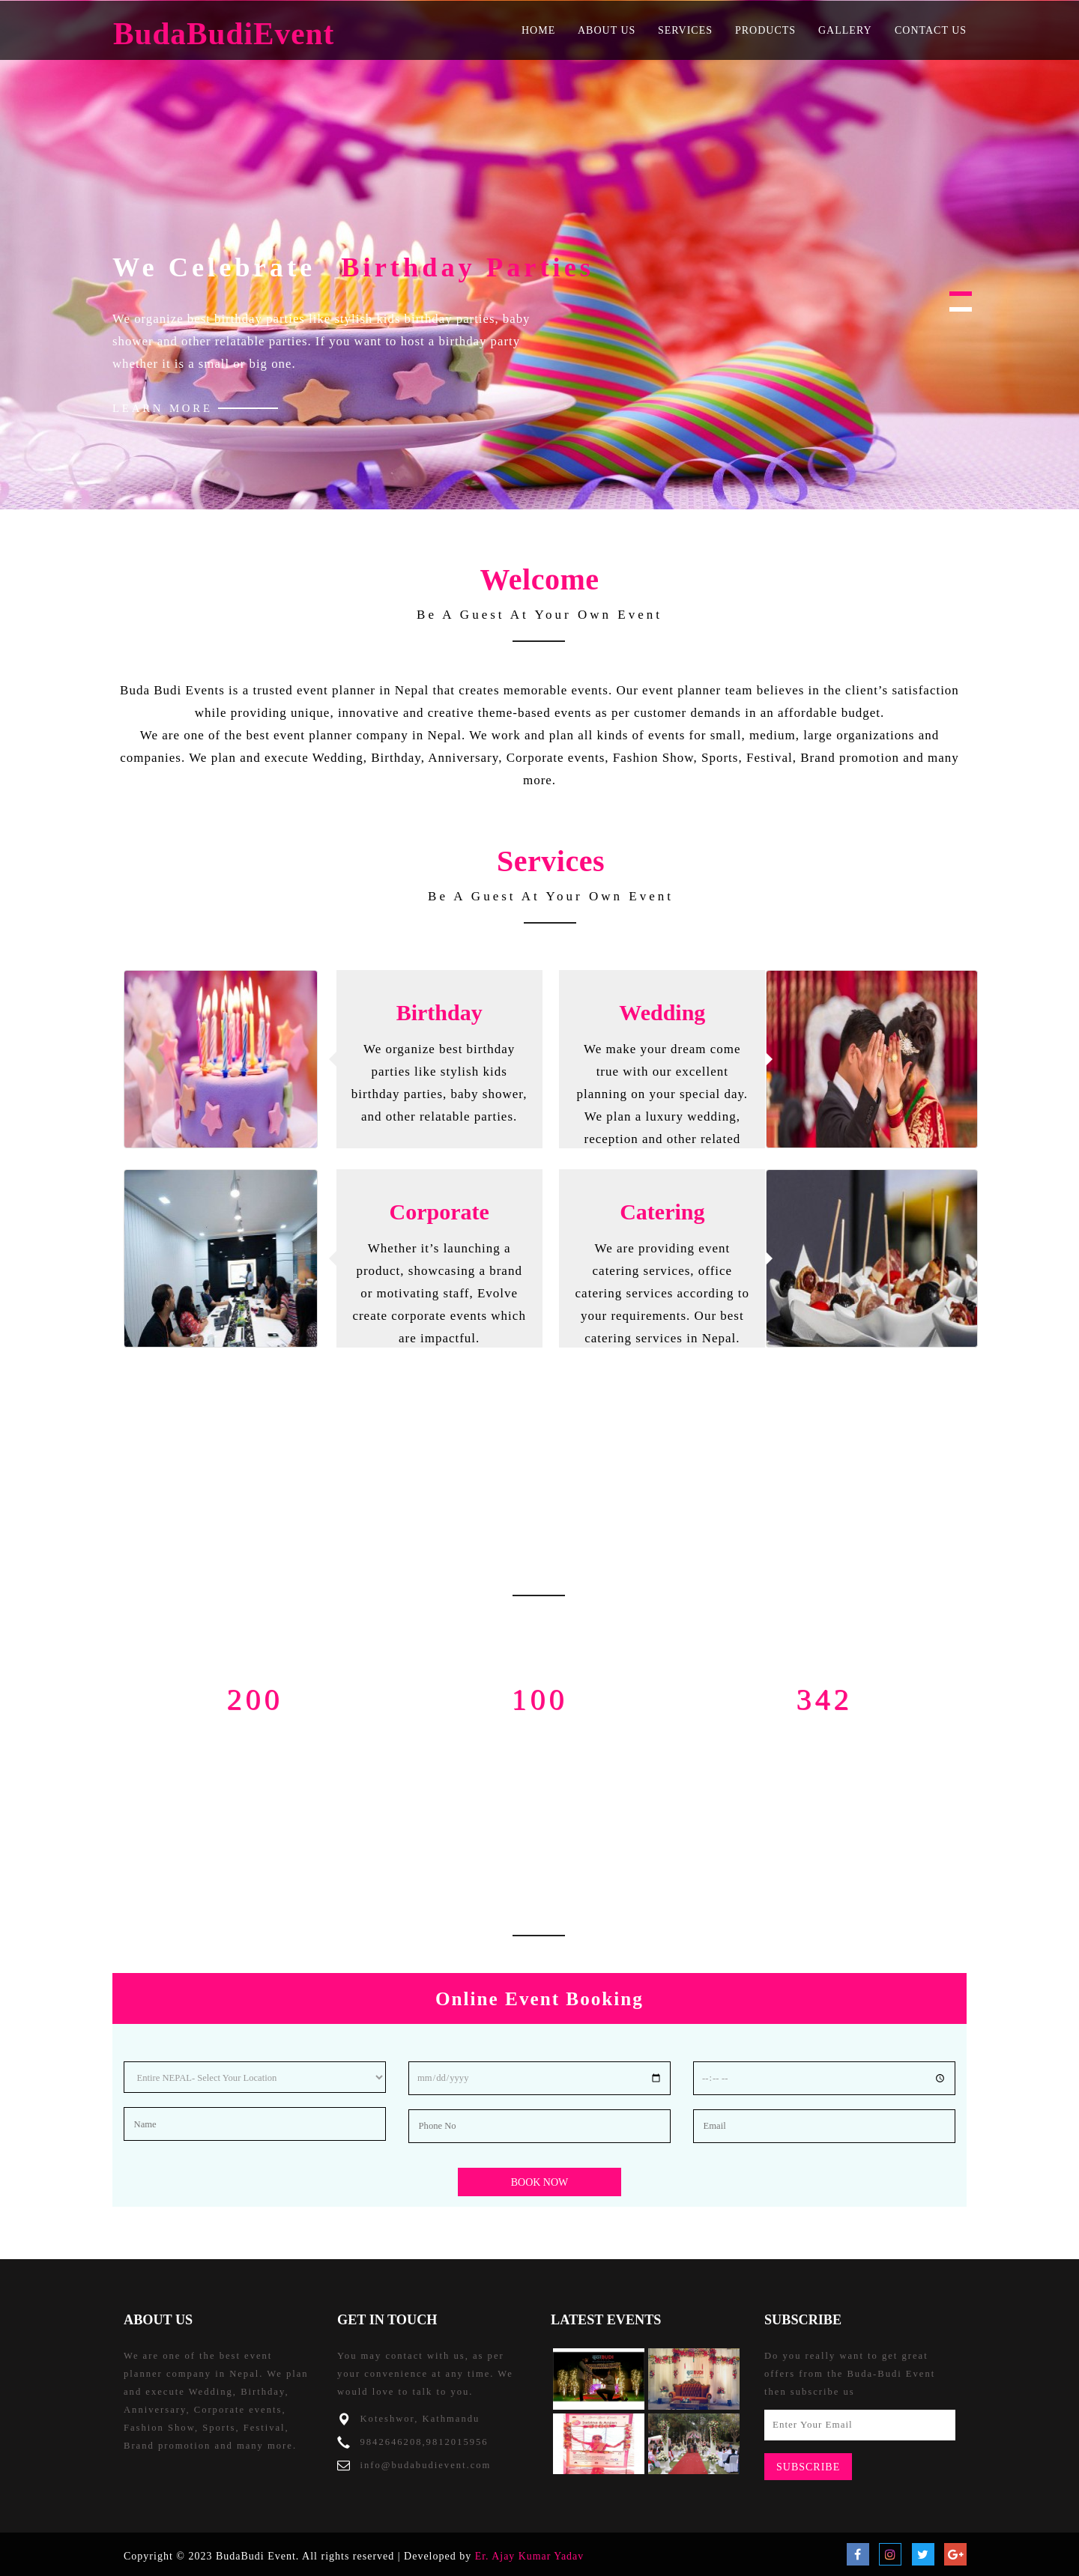 BudaBudiEvent
HOME ABOUT US SERVICES PRODUCTS GALLERY CONTACT US
HAPPY
BIRTHDA
We Celebrate Birthday Parties
We organize best birthday parties like stylish kids birthday parties, baby
shower and other relatable parties. If you want to host a birthday party
whether it is a small or big one.
LEARN MORE
Welcome
Be A Guest At Your Own Event
Buda Budi Events is a trusted event planner in Nepal that creates memorable events. Our event planner team believes in the client’s satisfaction
while providing unique, innovative and creative theme-based events as per customer demands in an affordable budget.
We are one of the best event planner company in Nepal. We work and plan all kinds of events for small, medium, large organizations and
companies. We plan and execute Wedding, Birthday, Anniversary, Corporate events, Fashion Show, Sports, Festival, Brand promotion and many
more.
Services
Be A Guest At Your Own Event
Birthday
We organize best birthday
parties like stylish kids
birthday parties, baby shower,
and other relatable parties.
Wedding
We make your dream come
true with our excellent
planning on your special day.
We plan a luxury wedding,
reception and other related
Corporate
Whether it’s launching a
product, showcasing a brand
or motivating staff, Evolve
create corporate events which
are impactful.
Catering
We are providing event
catering services, office
catering services according to
your requirements. Our best
catering services in Nepal.
200 100 342
Online Event Booking
Entire NEPAL- Select Your Location
mm/dd/yyyy
--:-- --
Name
Phone No
Email
BOOK NOW
ABOUT US
We are one of the best event
planner company in Nepal. We plan
and execute Wedding, Birthday,
Anniversary, Corporate events,
Fashion Show, Sports, Festival,
Brand promotion and many more.
GET IN TOUCH
You may contact with us, as per
your convenience at any time. We
would love to talk to you.
Koteshwor, Kathmandu
9842646208,9812015956
info@budabudievent.com
LATEST EVENTS
SUBSCRIBE
Do you really want to get great
offers from the Buda-Budi Event
then subscribe us
Enter Your Email
SUBSCRIBE
Copyright © 2023 BudaBudi Event. All rights reserved | Developed by Er. Ajay Kumar Yadav